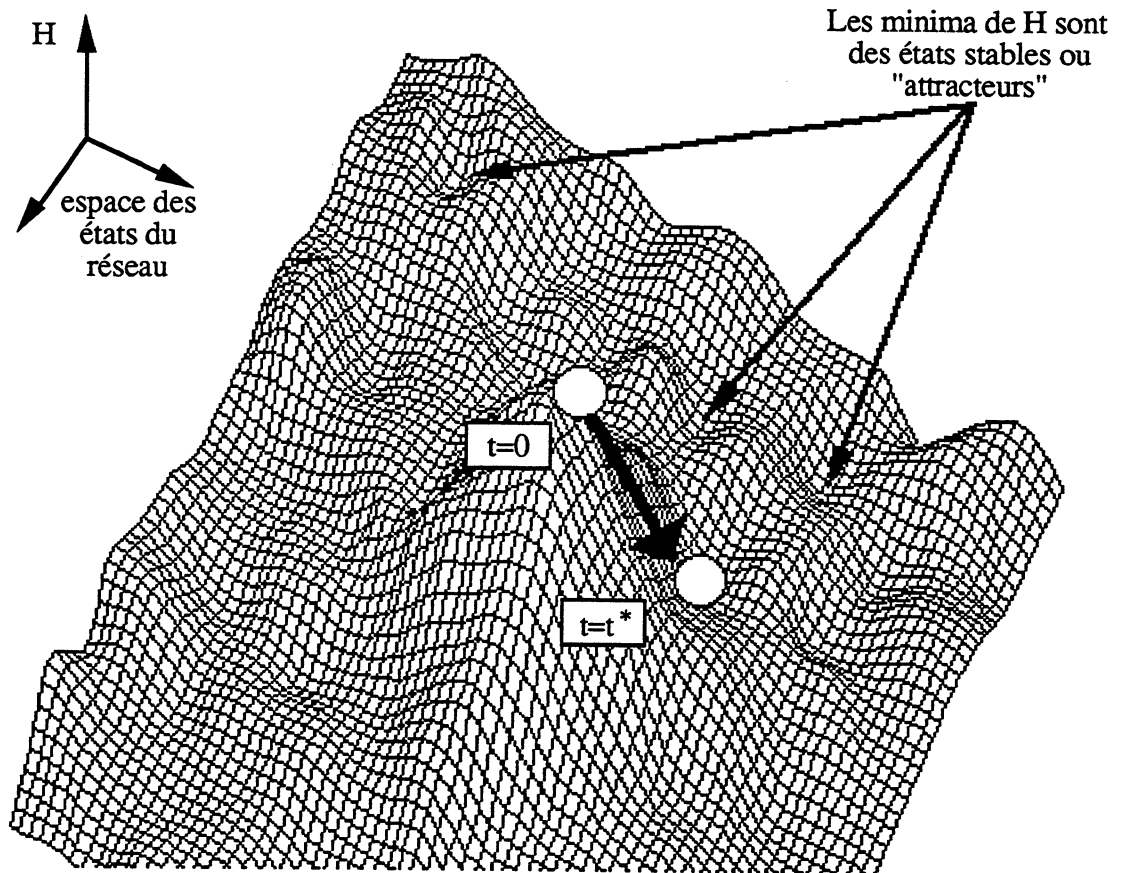 H
espace des
états du
réseau
Les minima de H sont
des états stables ou
"attracteurs"
t=0
t=t*